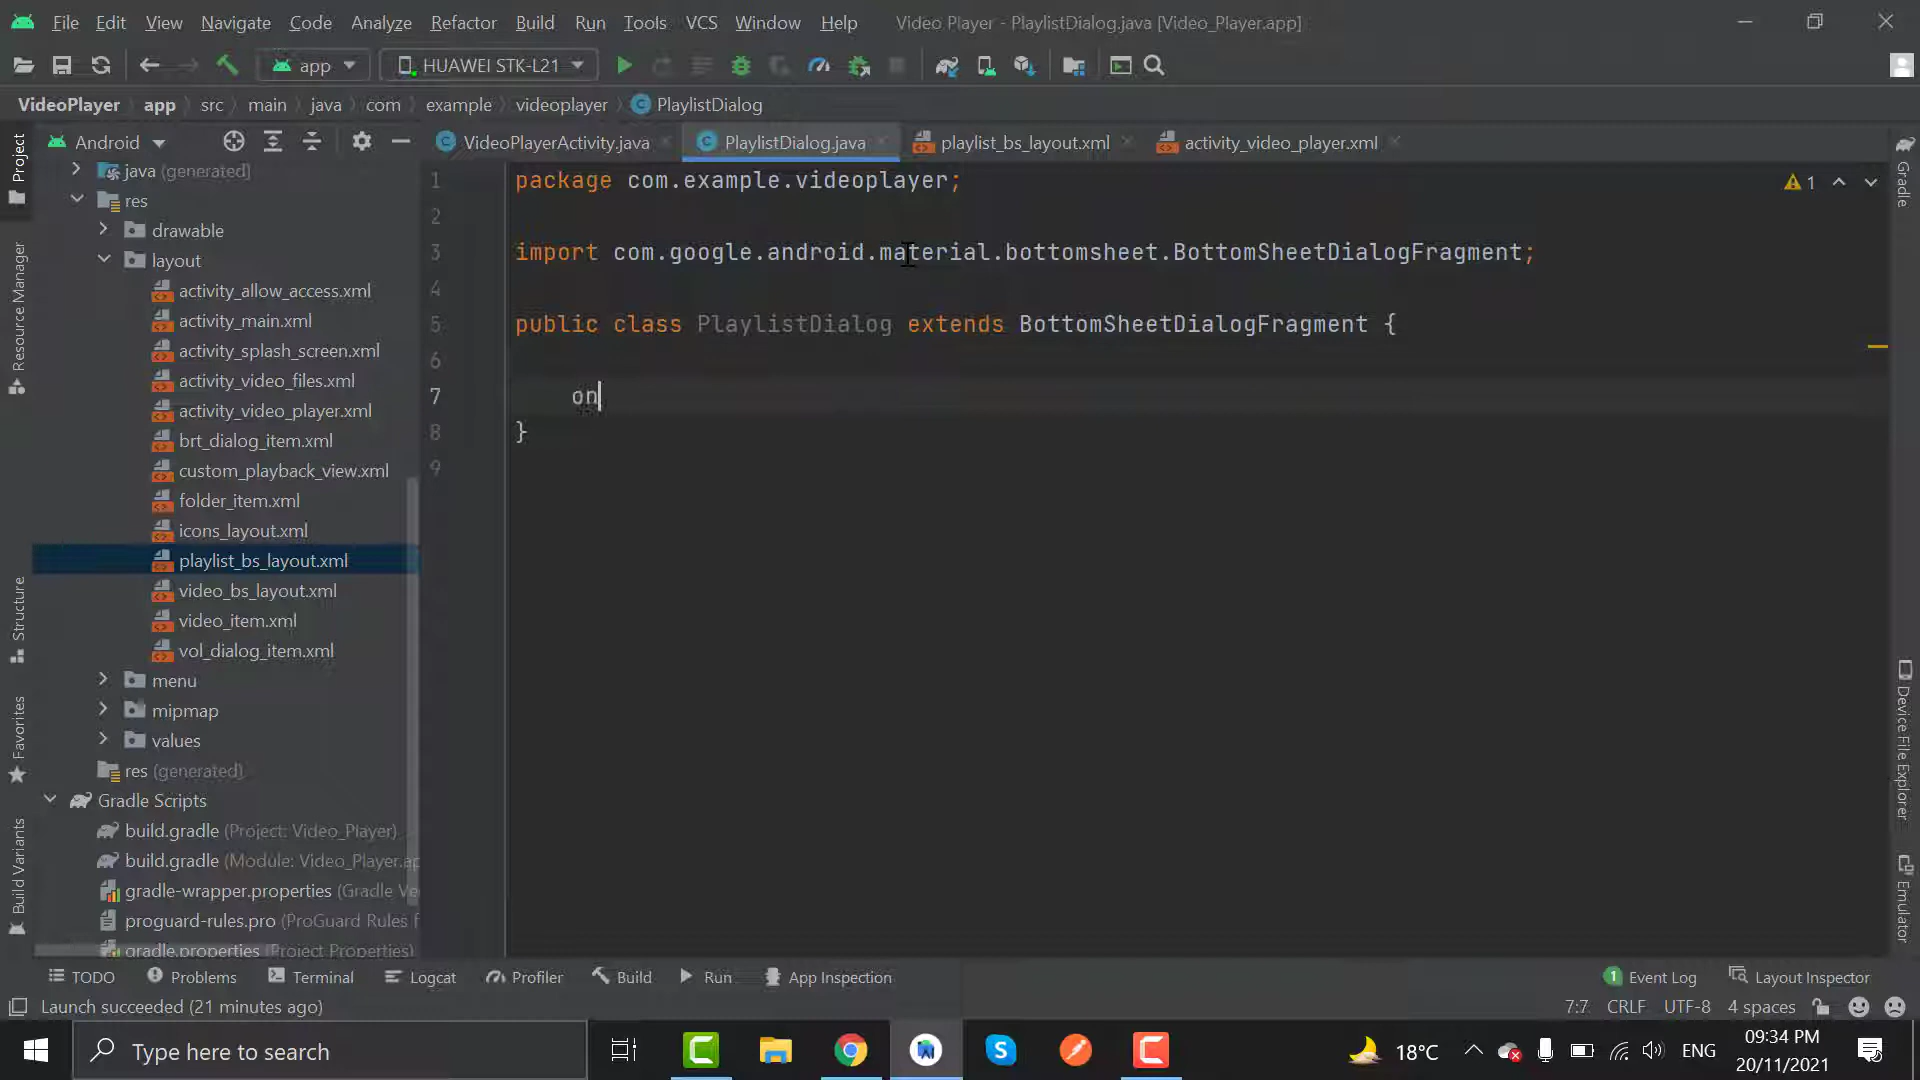 File Edit View Navigate Code Analyze Refactor Build Run Tools VCS Window Help Video Player - PlaylistDialog.java [Video_Player.app]
app HUAWEI STK-L21
VideoPlayer app src main java com example videoplayer PlaylistDialog
Android VideoPlayerActivity.java PlaylistDialog.java playlist_bs_layout.xml activity_video_player.xml
Project
Resource Manager
Structure
Favorites
Build Variants
java (generated)
res
drawable
layout
activity_allow_access.xml
activity_main.xml
activity_splash_screen.xml
activity_video_files.xml
activity_video_player.xml
brt_dialog_item.xml
custom_playback_view.xml
folder_item.xml
icons_layout.xml
playlist_bs_layout.xml
video_bs_layout.xml
video_item.xml
vol_dialog_item.xml
menu
mipmap
values
res (generated)
Gradle Scripts
build.gradle (Project: Video_Player)
build.gradle (Module: Video_Player.ap
gradle-wrapper.properties (Gradle Ve
proguard-rules.pro (ProGuard Rules f
gradle.properties (Project Properties)
1 package com.example.videoplayer;
2
3 import com.google.android.material.bottomsheet.BottomSheetDialogFragment;
4
5 public class PlaylistDialog extends BottomSheetDialogFragment {
6
7 on
8 }
9
1
Gradle
Device File Explorer
Emulator
TODO Problems Terminal Logcat Profiler Build Run App Inspection 1 Event Log Layout Inspector
Launch succeeded (21 minutes ago) 7:7 CRLF UTF-8 4 spaces
Type here to search 18°C ENG 09:34 PM
20/11/2021